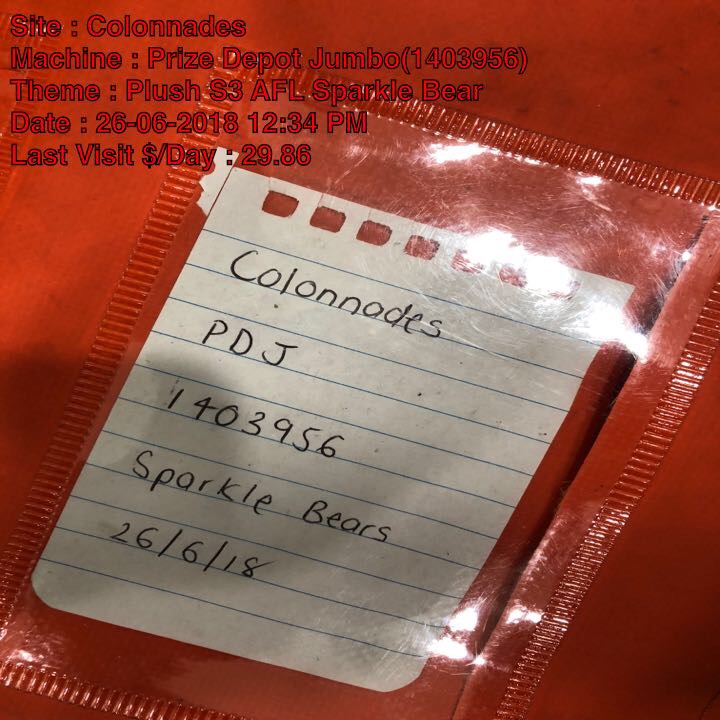 Site : Colonnades
Machine : Prize Depot Jumbo(1403956)
Theme : Plush S3 AFL Sparkle Bear
Date : 26-06-2018 12:34 PM
Last Visit $/Day : 29.86
Colonnades
PDJ
1403956
Sparkle Bears
26/6/18